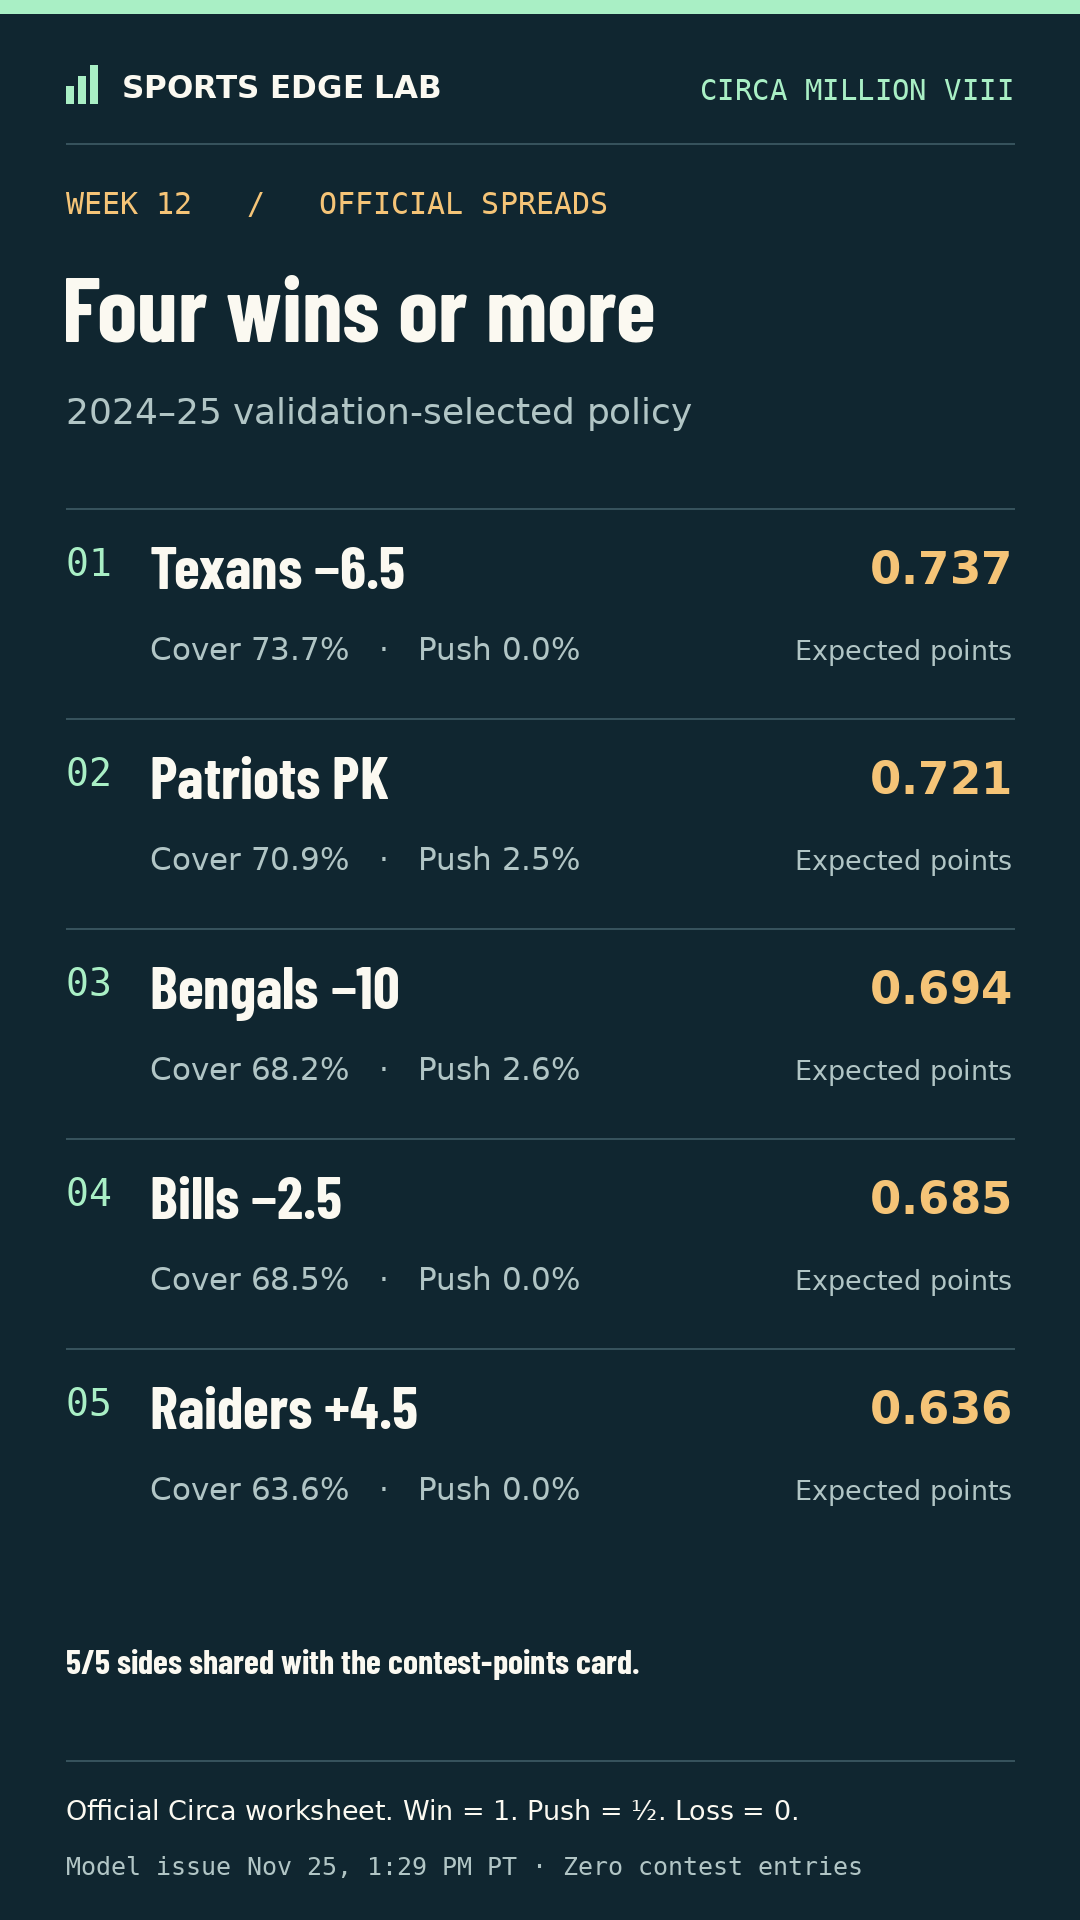 SPORTS EDGE LAB CIRCA MILLION VIII
WEEK 12 / OFFICIAL SPREADS
Four wins or more
2024–25 validation-selected policy
01 Texans −6.5 0.737
Cover 73.7% · Push 0.0% Expected points
02 Patriots PK 0.721
Cover 70.9% · Push 2.5% Expected points
03 Bengals −10 0.694
Cover 68.2% · Push 2.6% Expected points
04 Bills −2.5 0.685
Cover 68.5% · Push 0.0% Expected points
05 Raiders +4.5 0.636
Cover 63.6% · Push 0.0% Expected points
5/5 sides shared with the contest-points card.
Official Circa worksheet. Win = 1. Push = ½. Loss = 0.
Model issue Nov 25, 1:29 PM PT · Zero contest entries